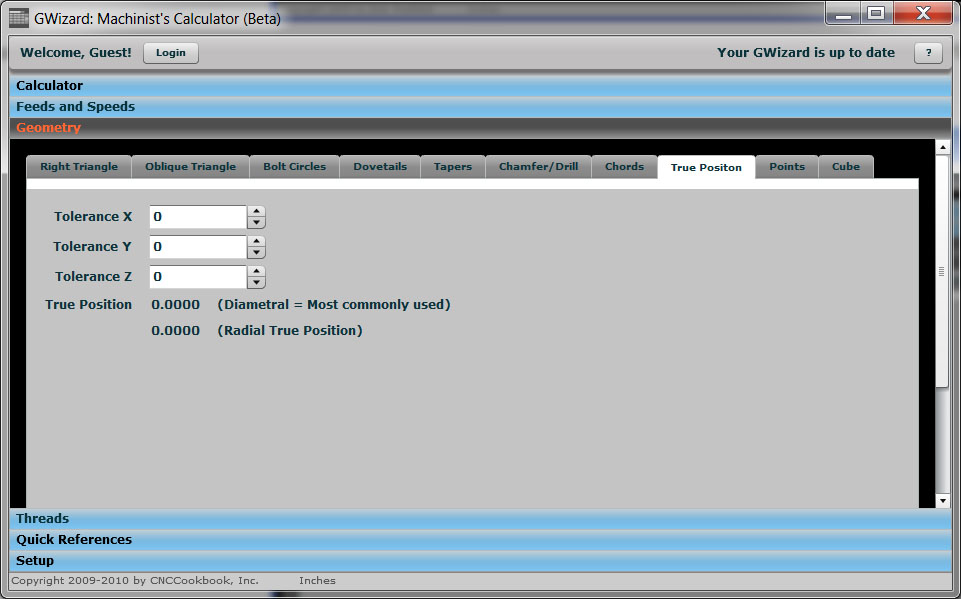 GWizard: Machinist's Calculator (Beta)
Welcome, Guest! Login Your GWizard is up to date ?
Calculator
Feeds and Speeds
Geometry
Right Triangle Oblique Triangle Bolt Circles Dovetails Tapers Chamfer/Drill Chords True Positon Points Cube
Tolerance X 0
Tolerance Y 0
Tolerance Z 0
True Position 0.0000 (Diametral = Most commonly used)
0.0000 (Radial True Position)
Threads
Quick References
Setup
Copyright 2009-2010 by CNCCookbook, Inc. Inches